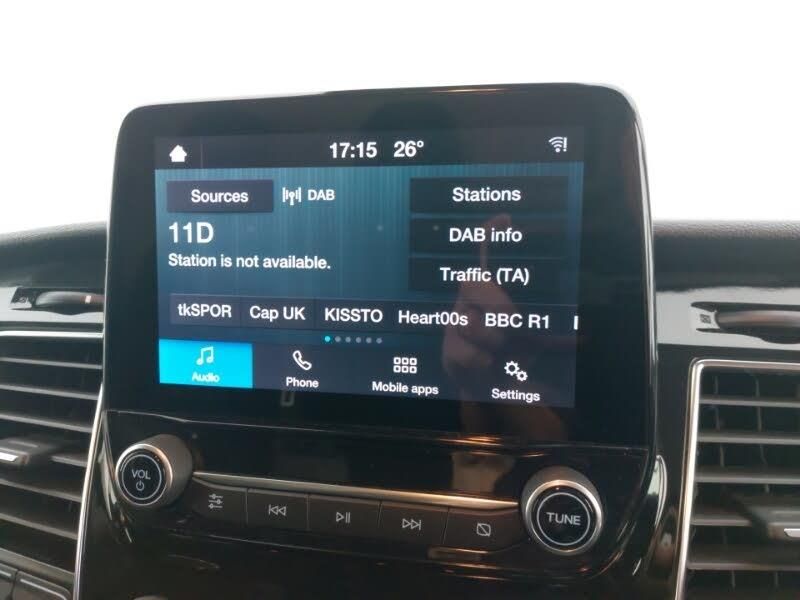 17:15 26°
Sources DAB Stations
11D DAB info
Station is not available.
Traffic (TA)
tkSPOR Cap UK KISSTO Heart00s BBC R1
Audio Phone Mobile apps Settings
VOL
TUNE